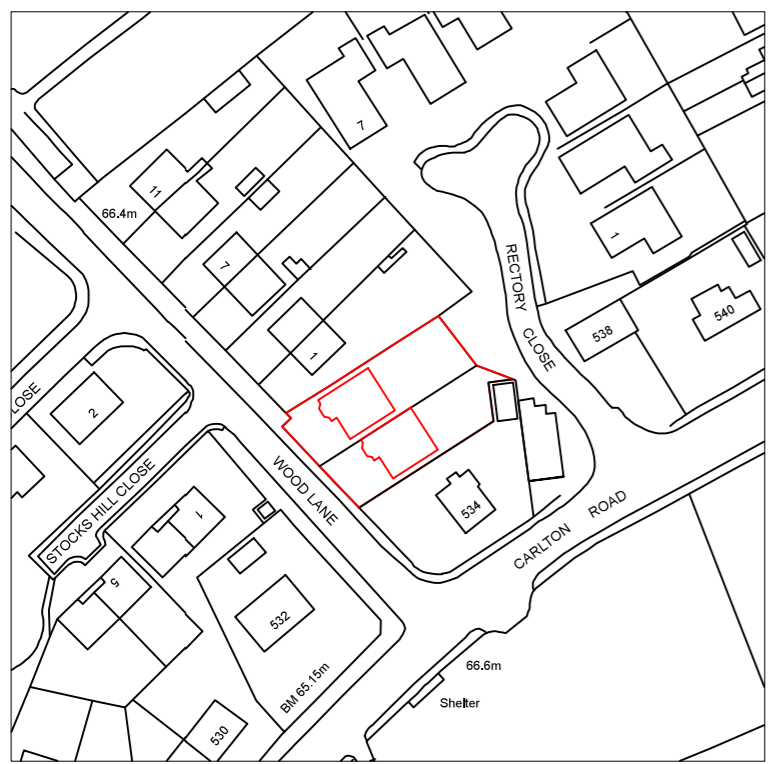 7
11
66.4m
7
1
1
RECTORY CLOSE
538
540
LOSE
2
STOCKS HILL CLOSE
WOOD LANE
1
5
534
CARLTON ROAD
532
BM 65.15m
530
66.6m
Shelter